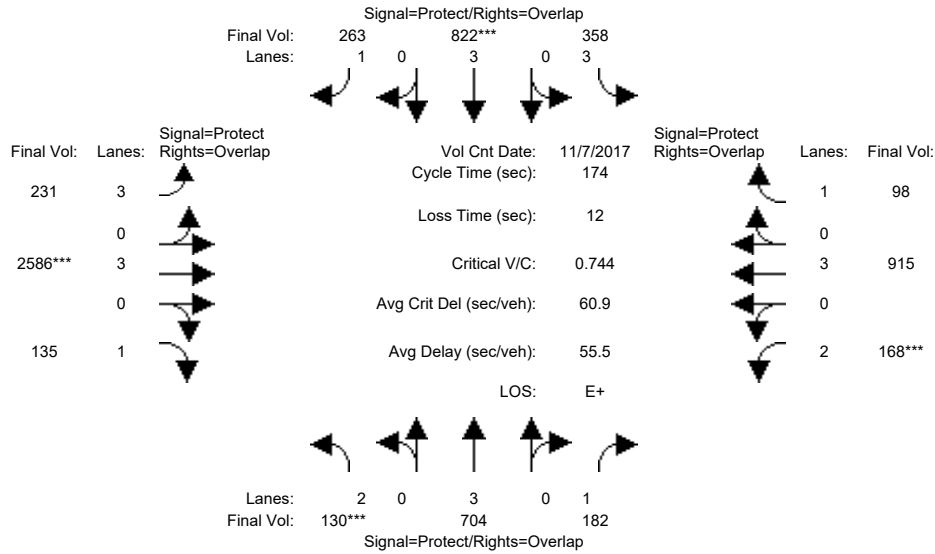 Signal=Protect/Rights=Overlap
Final Vol: 263 822*** 358
Lanes: 1 0 3 0 3
Signal=Protect
Final Vol: Lanes: Rights=Overlap
Vol Cnt Date: 11/7/2017
Signal=Protect
Rights=Overlap Lanes: Final Vol:
Cycle Time (sec): 174
231 3
1 98
Loss Time (sec): 12
0
0
2586*** 3
Critical V/C: 0.744
3 915
0
Avg Crit Del (sec/veh): 60.9
0
135 1
Avg Delay (sec/veh): 55.5
2 168***
LOS: E+
Lanes: 2 0 3 0 1
Final Vol: 130*** 704 182
Signal=Protect/Rights=Overlap